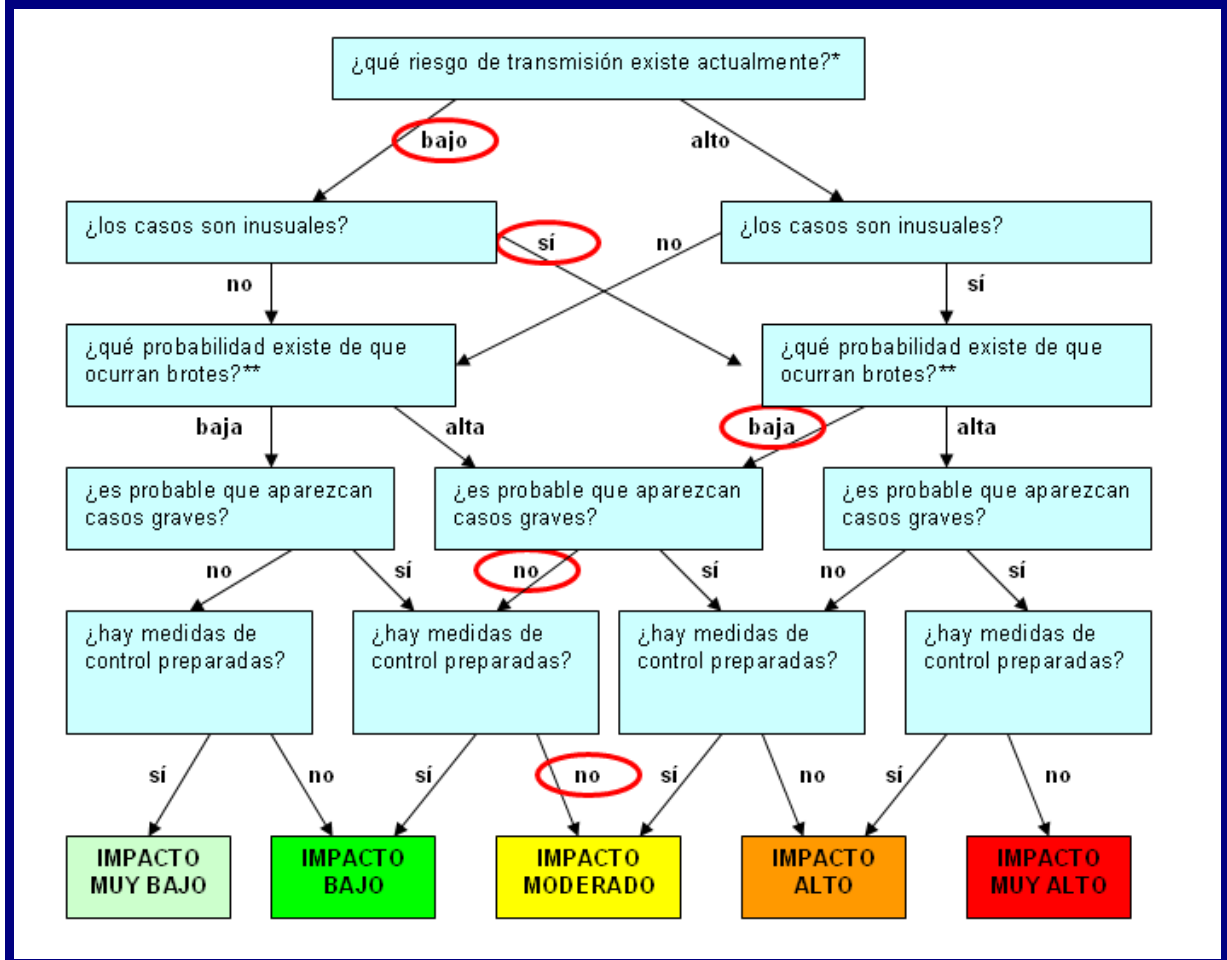 ¿qué riesgo de transmisión existe actualmente?*
bajo
alto
¿los casos son inusuales?
sí
no
¿los casos son inusuales?
no
sí
¿qué probabilidad existe de que
ocurran brotes?**
¿qué probabilidad existe de que
ocurran brotes?**
baja
alta
baja
alta
¿es probable que aparezcan
casos graves?
¿es probable que aparezcan
casos graves?
¿es probable que aparezcan
casos graves?
no
sí
no
sí
no
sí
¿hay medidas de
control preparadas?
¿hay medidas de
control preparadas?
¿hay medidas de
control preparadas?
¿hay medidas de
control preparadas?
sí
no
sí
no
sí
no
sí
no
IMPACTO
MUY BAJO
IMPACTO
BAJO
IMPACTO
MODERADO
IMPACTO
ALTO
IMPACTO
MUY ALTO